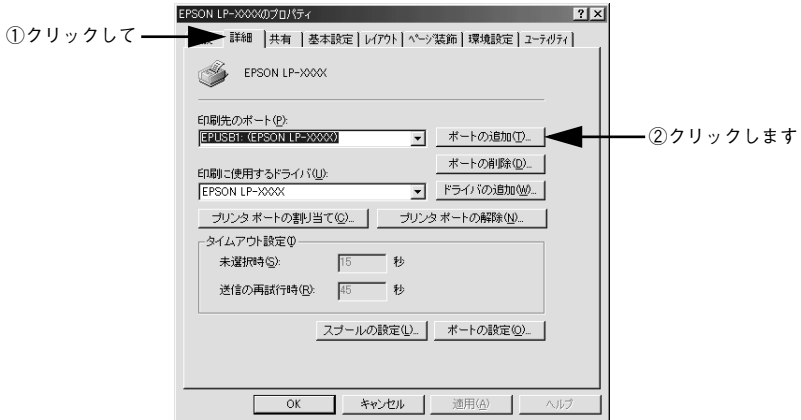 EPSON LP-XXXXのプロパティ
①クリックして
詳細 共有 基本設定 レイアウト ページ装飾 環境設定 ユーティリティ
EPSON LP-XXXX
印刷先のポート(P):
EPUSB1: (EPSON LP-XXXX)
ポートの追加(T)...
②クリックします
ポートの削除(D)...
印刷に使用するドライバ(U):
EPSON LP-XXXX
ドライバの追加(W)...
プリンタ ポートの割り当て(C)...
プリンタ ポートの解除(N)...
タイムアウト設定(I)
未選択時(S):
15
秒
送信の再試行時(R):
45
秒
スプールの設定(L)...
ポートの設定(O)...
OK
キャンセル
適用(A)
ヘルプ